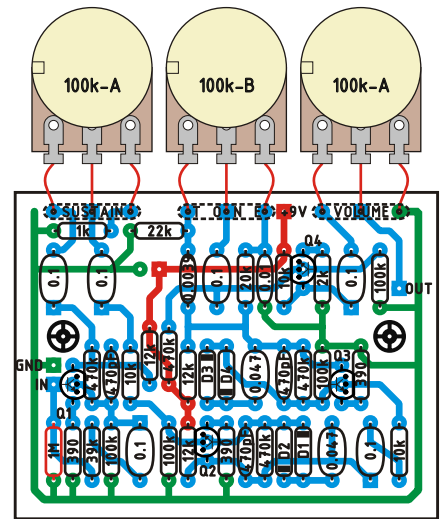 100k-A 100k-B 100k-A
SUSTAIN TONE +9V VOLUME
1k 22k
Q4
0.1 0.1 0.0039 0.1 20k 0.01 10k 2k 0.1 100k
OUT
12k 470k
GND
IN
470k 470pF 10k 12k D3 D4 0.047 470pF 470k 100k Q3 390
Q1
1M 390 39k 100k 0.1 100k 12k Q2 390 470pF 470k D2 D1 0.047 0.1 10k